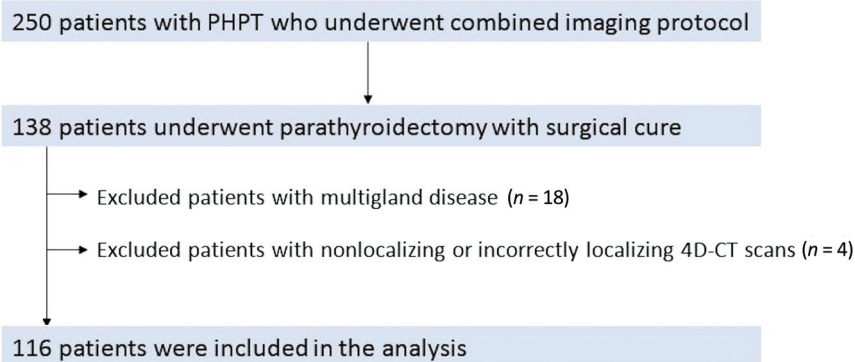 250 patients with PHPT who underwent combined imaging protocol
138 patients underwent parathyroidectomy with surgical cure
Excluded patients with multigland disease (n = 18)
Excluded patients with nonlocalizing or incorrectly localizing 4D-CT scans (n = 4)
116 patients were included in the analysis